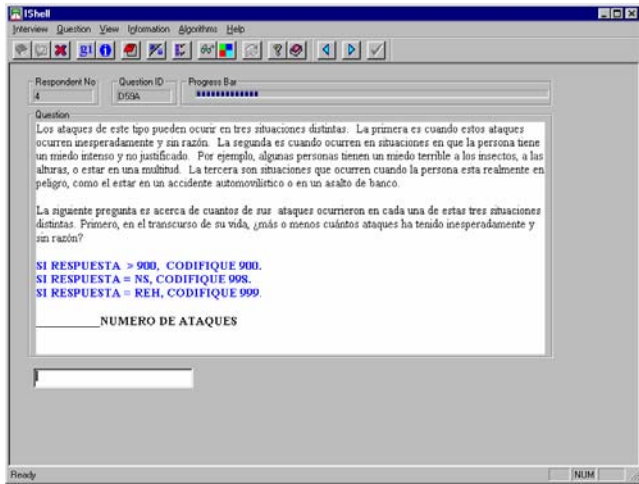 IShell
Interview Question View Information Algorithms Help
Respondent No
Question ID
Progress Bar
4
D59A
Question
Los ataques de este tipo pueden ocurir en tres situaciones distintas. La primera es cuando estos ataques
ocurren inesperadamente y sin razón. La segunda es cuando ocurren en situaciones en que la persona tiene
un miedo intenso y no justificado. Por ejemplo, algunas personas tienen un miedo terrible a los insectos, a las
alturas, o estar en una multitud. La tercera son situaciones que ocurren cuando la persona esta realmente en
peligro, como el estar en un accidente automovilístico o en un asalto de banco.
La siguiente pregunta es acerca de cuantos de sus ataques ocurrieron en cada una de estas tres situaciones
distintas. Primero, en el transcurso de su vida, ¿más o menos cuántos ataques ha tenido inesperadamente y
sin razón?
SI RESPUESTA > 900, CODIFIQUE 900.
SI RESPUESTA = NS, CODIFIQUE 998.
SI RESPUESTA = REH, CODIFIQUE 999.
__________NUMERO DE ATAQUES
Ready
NUM